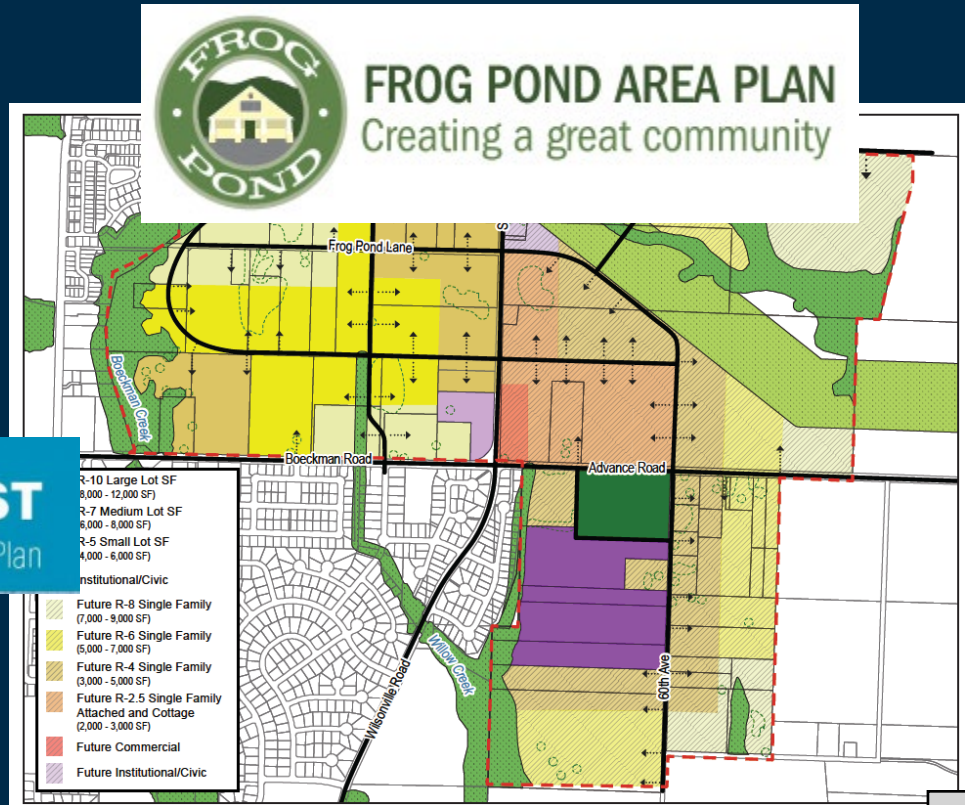 FROG POND
FROG POND AREA PLAN
Creating a great community
S
Frog Pond Lane
Boeckman Creek
Boeckman Road
Advance Road
ST
Plan
R-10 Large Lot SF
(8,000 - 12,000 SF)
R-7 Medium Lot SF
(6,000 - 8,000 SF)
R-5 Small Lot SF
(4,000 - 6,000 SF)
Institutional/Civic
Future R-8 Single Family
(7,000 - 9,000 SF)
Future R-6 Single Family
(5,000 - 7,000 SF)
Future R-4 Single Family
(3,000 - 5,000 SF)
Future R-2.5 Single Family
Attached and Cottage
(2,000 - 3,000 SF)
Future Commercial
Future Institutional/Civic
Willow Creek
Wilsonville Road
60th Ave